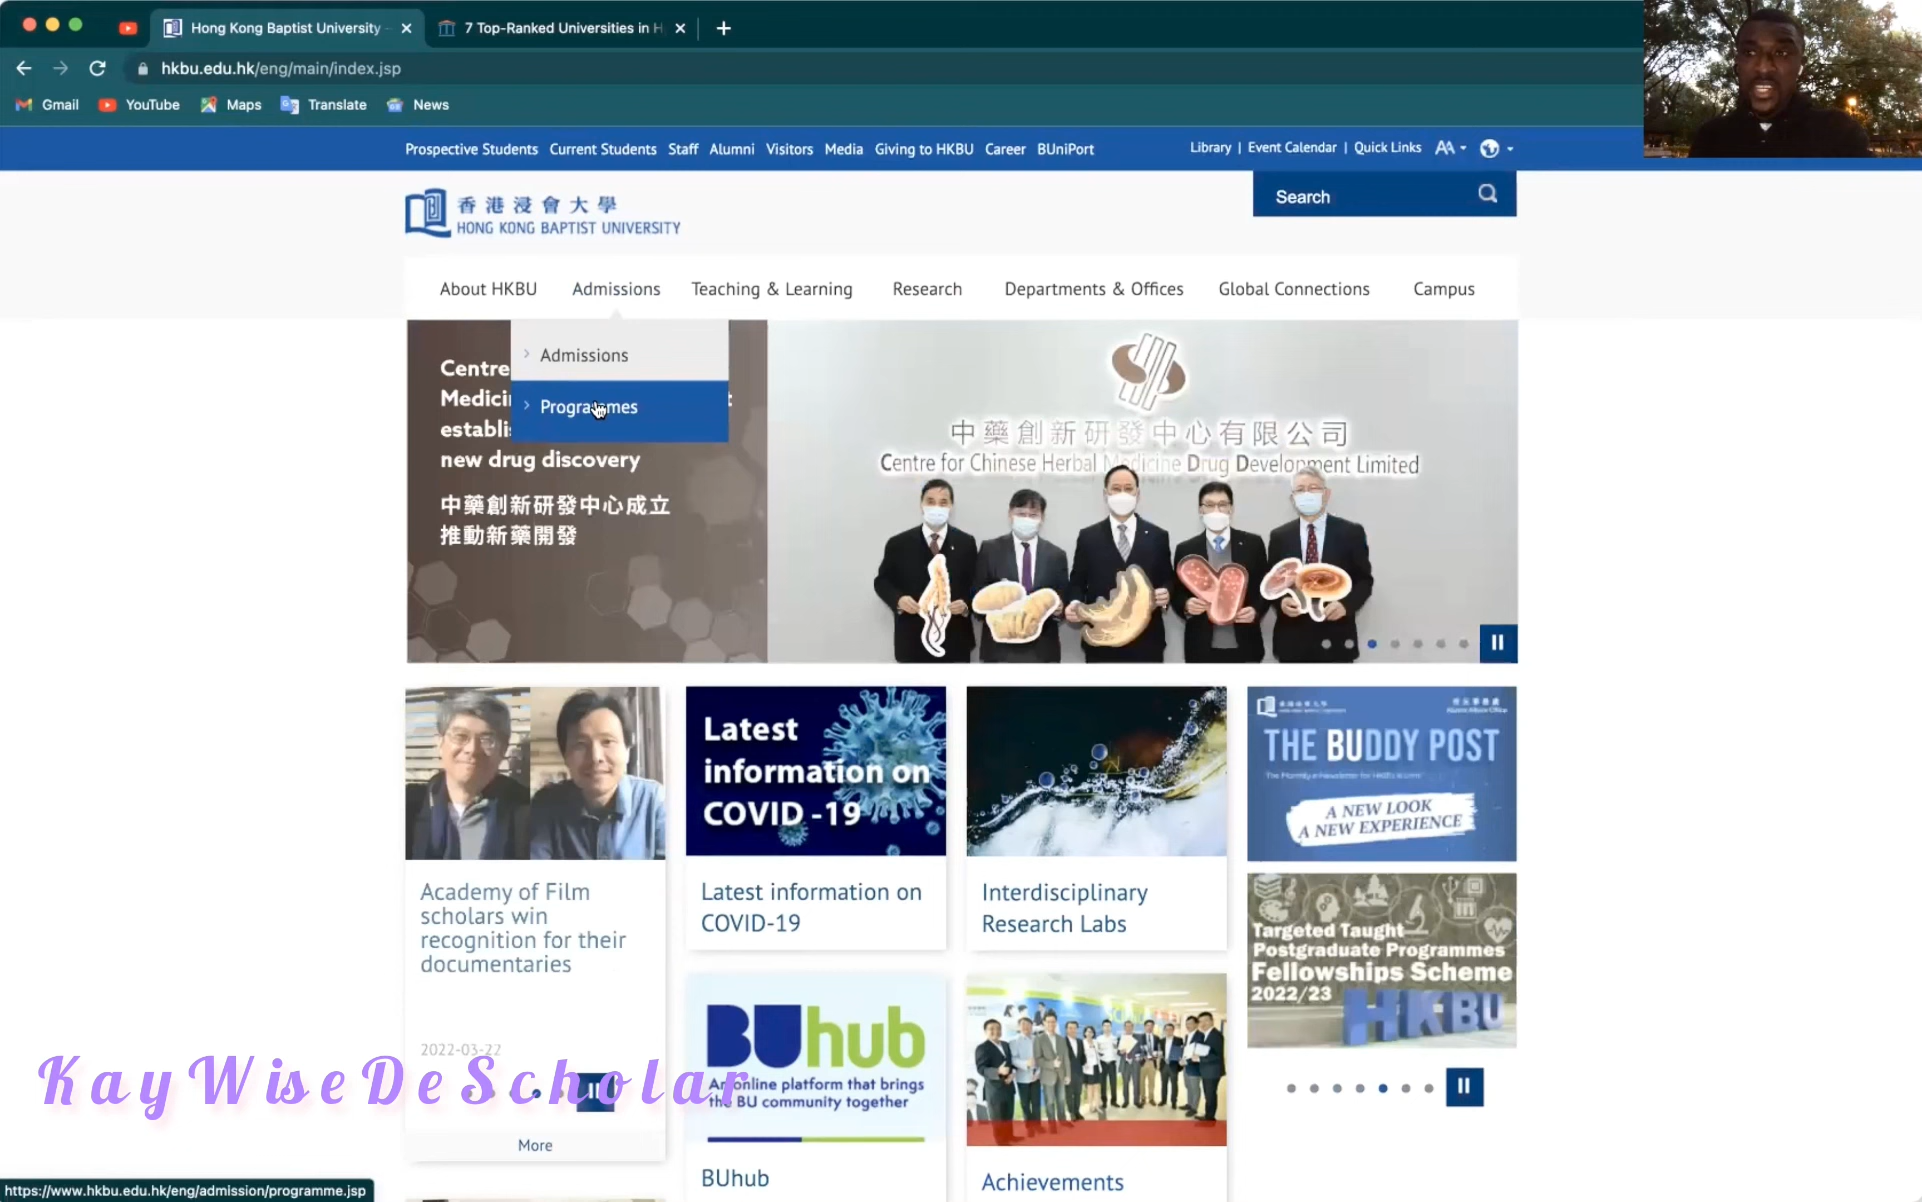 Hong Kong Baptist University -
7 Top-Ranked Universities in H
hkbu.edu.hk/eng/main/index.jsp
Gmail
YouTube
Maps
Translate
News
Prospective Students
Current Students
Staff
Alumni
Visitors
Media
Giving to HKBU
Career
BUniPort
Library |
Event Calendar |
Quick Links
AA
香港浸會大學
HONG KONG BAPTIST UNIVERSITY
Search
About HKBU
Admissions
Teaching & Learning
Research
Departments & Offices
Global Connections
Campus
Admissions
Programmes
Centre
new drug discovery
中藥創新研發中心成立
推動新藥開發
中藥創新研發中心有限公司
Centre for Chinese Herbal Medicine Drug Development Limited
Academy of Film
scholars win
recognition for their
documentaries
2022-03-22
More
Latest
information on
COVID -19
Latest information on
COVID-19
Interdisciplinary
Research Labs
THE BUDDY POST
The Monthly e-Newsletter for HKBU Alumni
A NEW LOOK
A NEW EXPERIENCE
Targeted Taught
Postgraduate Programmes
Fellowships Scheme
2022/23
HKBU
BUhub
An online platform that brings
the BU community together
BUhub
Achievements
KayWiseDeScholar
https://www.hkbu.edu.hk/eng/admission/programme.jsp